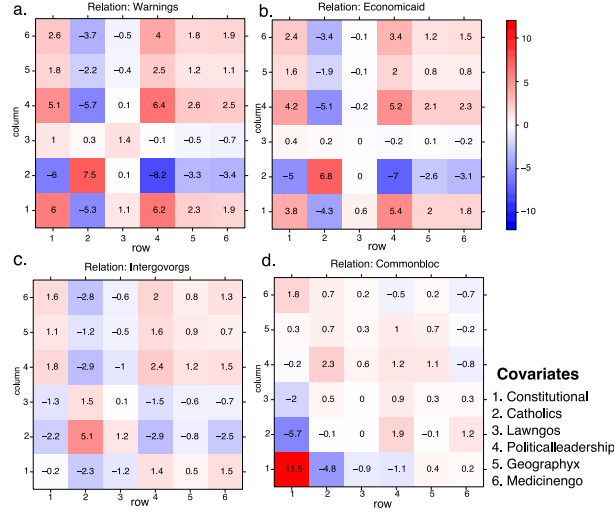 a.
Relation: Warnings
6 2.6 −3.7 −0.5 4 1.8 1.9
5 1.8 −2.2 −0.4 2.5 1.2 1.1
4 5.1 −5.7 0.1 6.4 2.6 2.5
3 1 0.3 1.4 −0.1 −0.5 −0.7
2 −6 7.5 0.1 −8.2 −3.3 −3.4
1 6 −5.3 1.1 6.2 2.3 1.9
1 2 3 4 5 6
column
row
b.
Relation: Economicaid
6 2.4 −3.4 −0.1 3.4 1.2 1.5
5 1.6 −1.9 −0.1 2 0.8 0.8
4 4.2 −5.1 −0.2 5.2 2.1 2.3
3 0.4 0.2 0 −0.2 0.1 −0.2
2 −5 6.8 0 −7 −2.6 −3.1
1 3.8 −4.3 0.6 5.4 2 1.8
1 2 3 4 5 6
column
row
10
5
0
−5
−10
c.
Relation: Intergovorgs
6 1.6 −2.8 −0.6 2 0.8 1.3
5 1.1 −1.2 −0.5 1.6 0.9 0.7
4 1.8 −2.9 −1 2.4 1.2 1.5
3 −1.3 1.5 0.1 −1.5 −0.6 −0.7
2 −2.2 5.1 1.2 −2.9 −0.8 −2.5
1 −0.2 −2.3 −1.2 1.4 0.5 1.5
1 2 3 4 5 6
column
row
d.
Relation: Commonbloc
6 1.8 0.7 0.2 −0.5 0.2 −0.7
5 0.3 0.7 0.3 1 0.7 −0.2
4 −0.2 2.3 0.6 1.2 1.1 −0.8
3 −2 0.5 0 0.9 0.3 0.3
2 −5.7 −0.1 0 1.9 −0.1 1.2
1 11.5 −4.8 −0.9 −1.1 0.4 0.2
1 2 3 4 5 6
column
row
Covariates
1. Constitutional
2. Catholics
3. Lawngos
4. Politicalleadership
5. Geographyx
6. Medicinengo